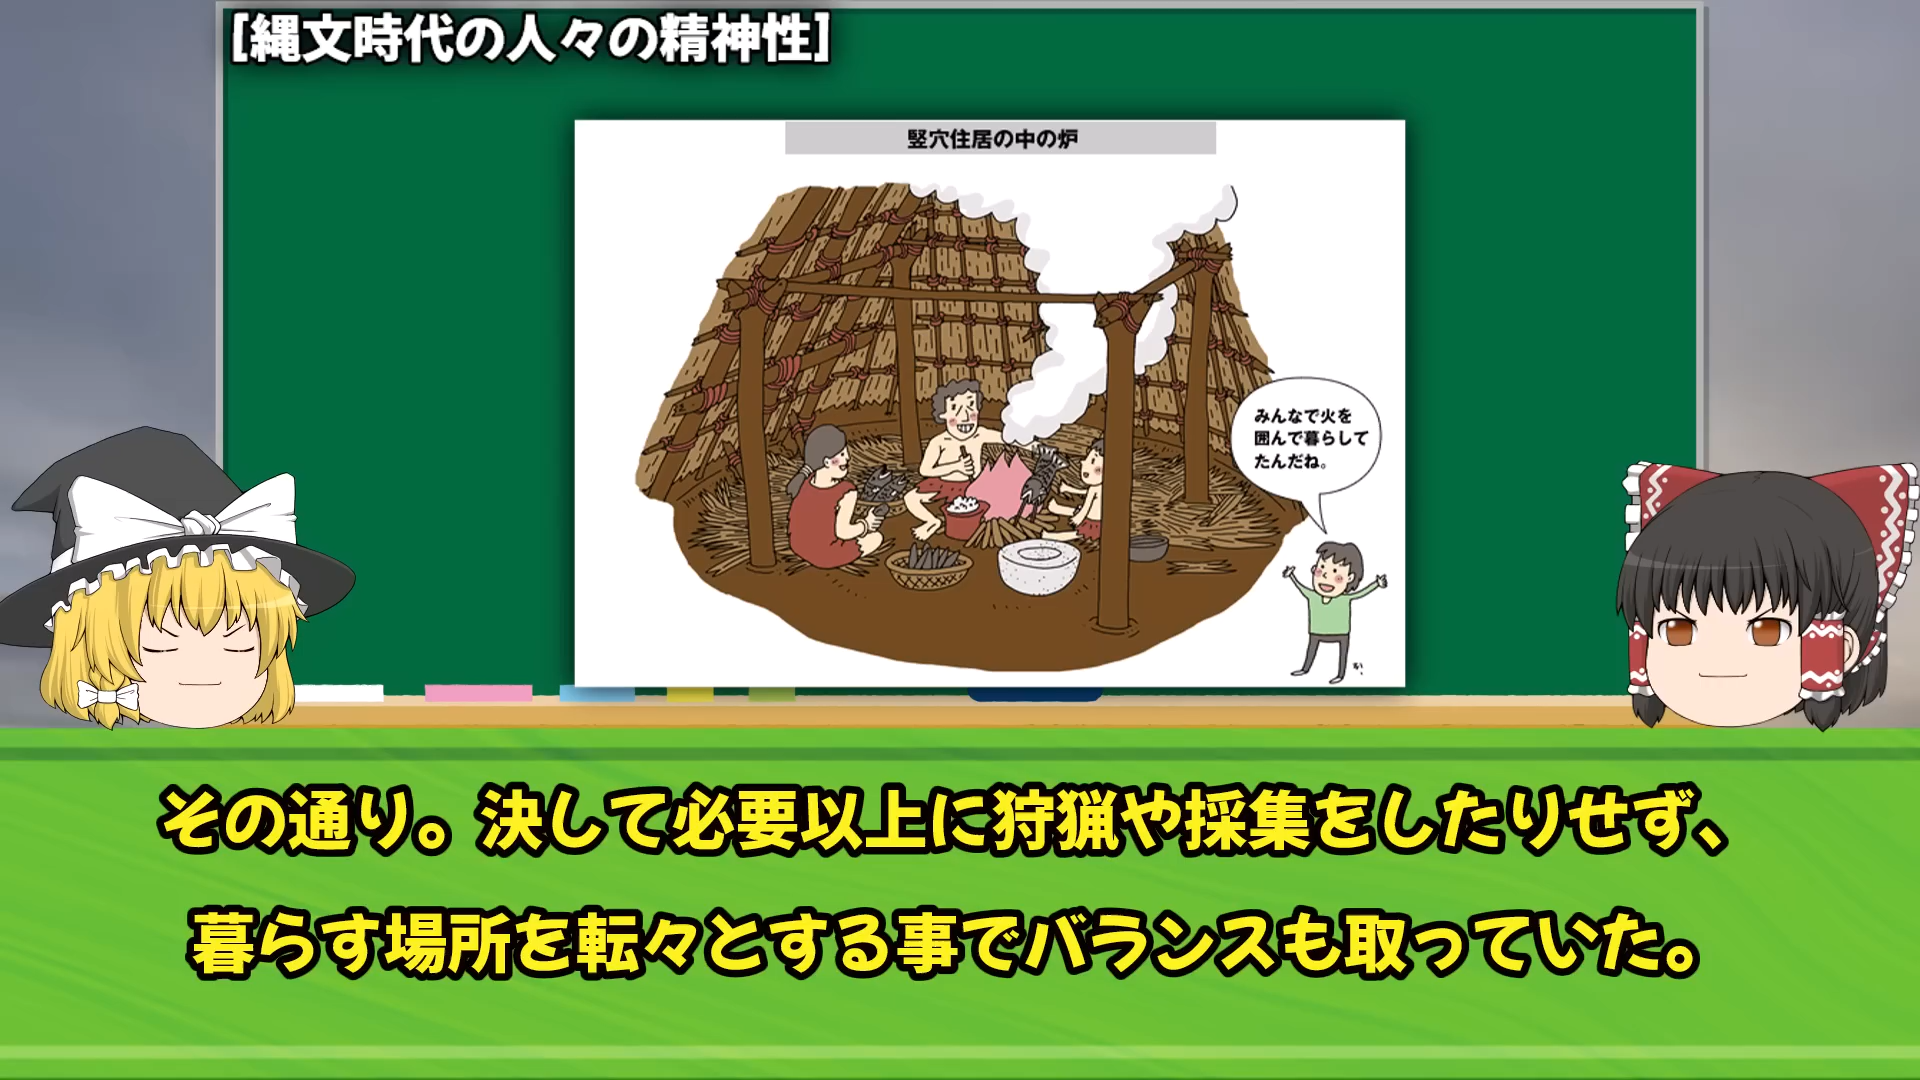 [縄文時代の人々の精神性]
竪穴住居の中の炉
みんなで火を
囲んで暮らして
たんだね。
その通り。決して必要以上に狩猟や採集をしたりせず、
暮らす場所を転々とする事でバランスも取っていた。